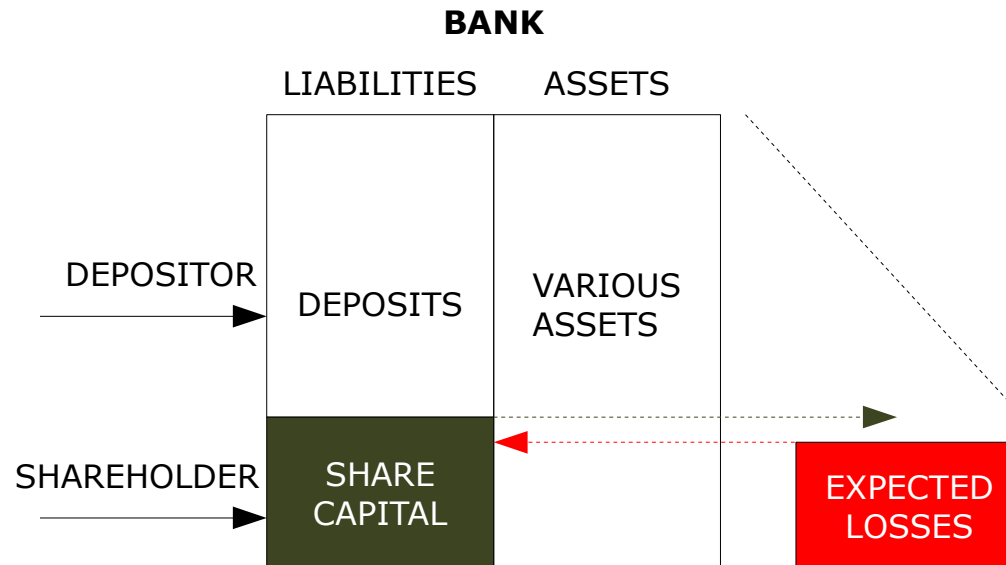 BANK
LIABILITIES ASSETS
DEPOSITOR
DEPOSITS
VARIOUS
ASSETS
SHAREHOLDER
SHARE
CAPITAL
EXPECTED
LOSSES